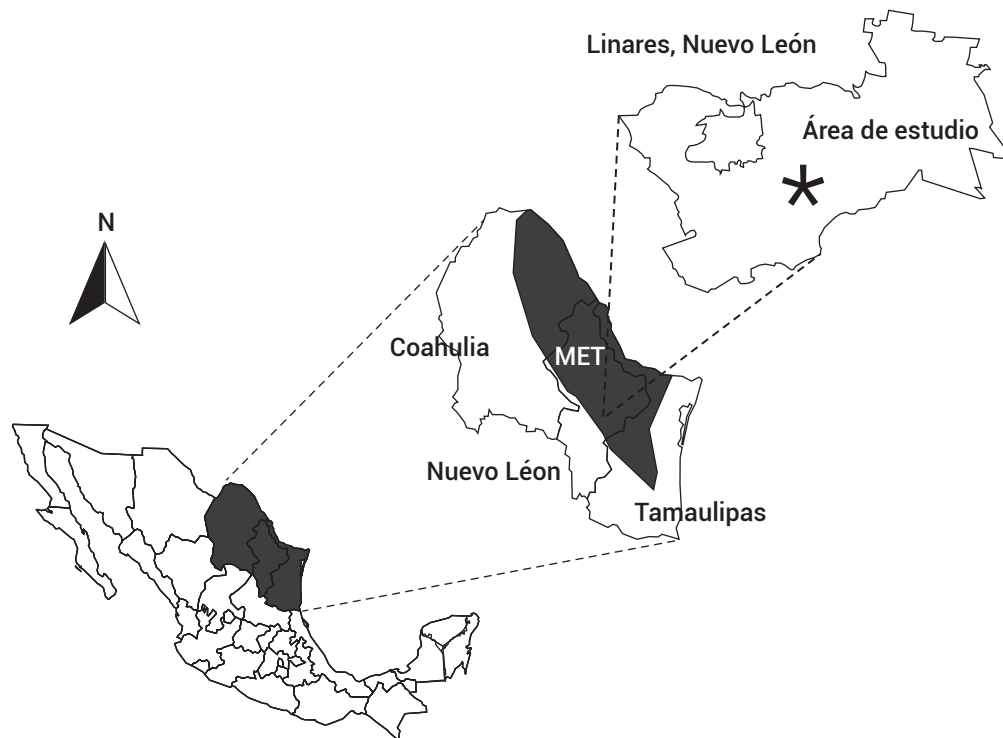 Linares, Nuevo León
Área de estudio
N
Coahulia
MET
Nuevo Léon
Tamaulipas